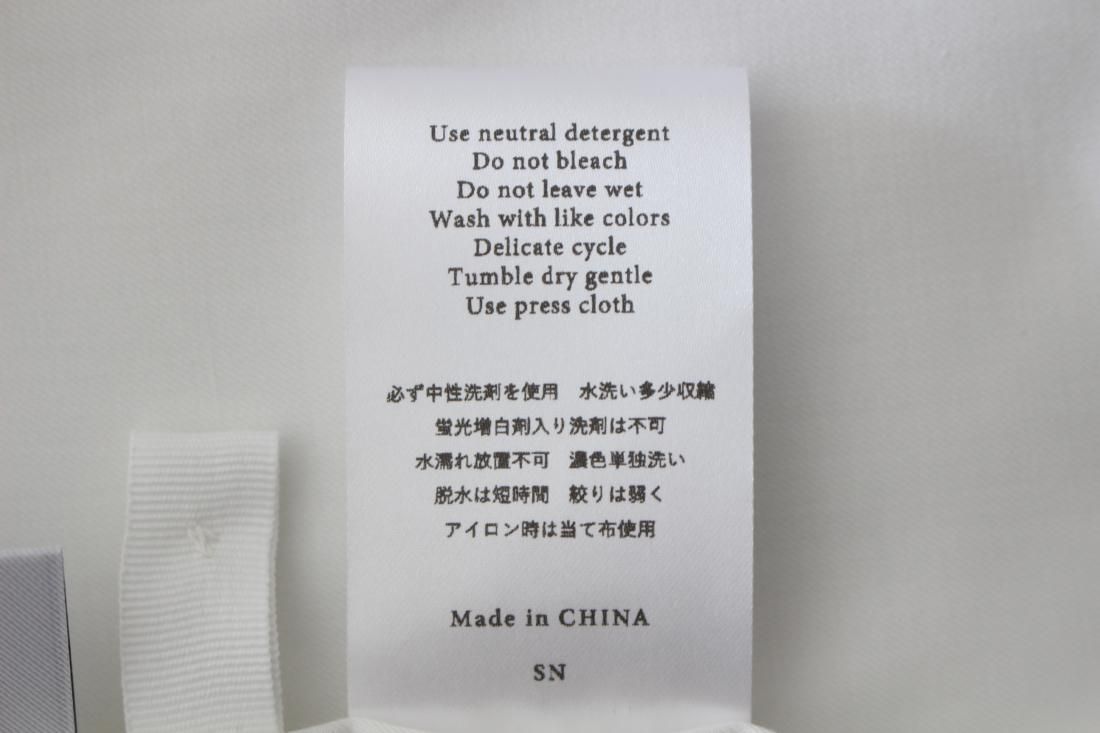 Use neutral detergent
Do not bleach
Do not leave wet
Wash with like colors
Delicate cycle
Tumble dry gentle
Use press cloth
必ず中性洗剤を使用　水洗い多少収縮
蛍光増白剤入り洗剤は不可
水濡れ放置不可　濃色単独洗い
脱水は短時間　絞りは弱く
アイロン時は当て布使用
Made in CHINA
SN